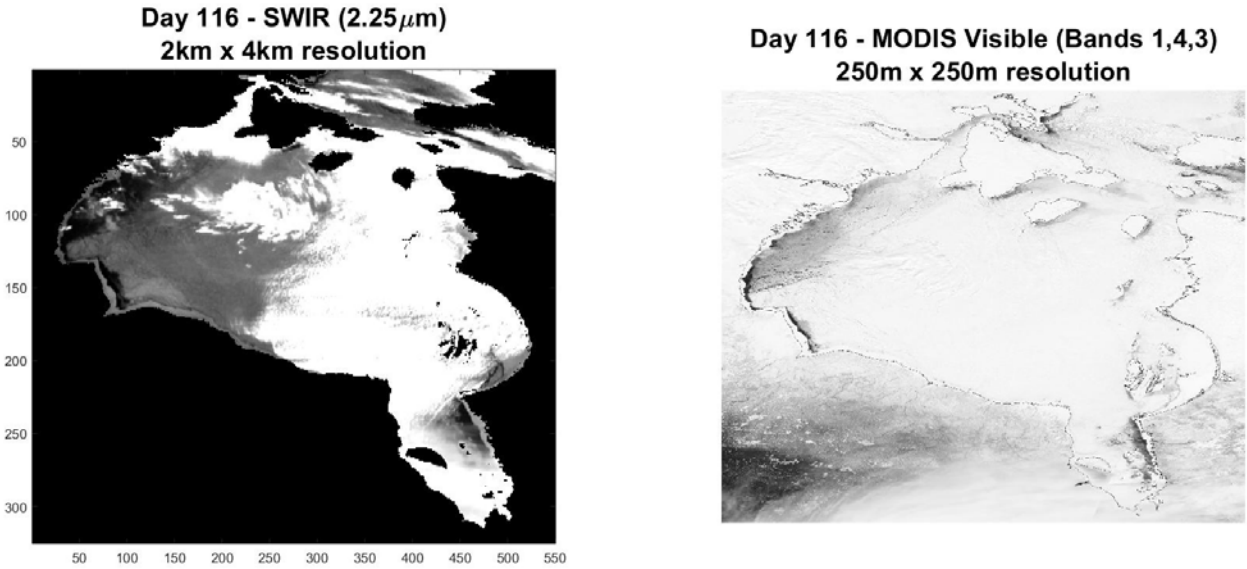 Day 116 - SWIR (2.25μm)
2km x 4km resolution
50
100
150
200
250
300
50 100 150 200 250 300 350 400 450 500 550
Day 116 - MODIS Visible (Bands 1,4,3)
250m x 250m resolution